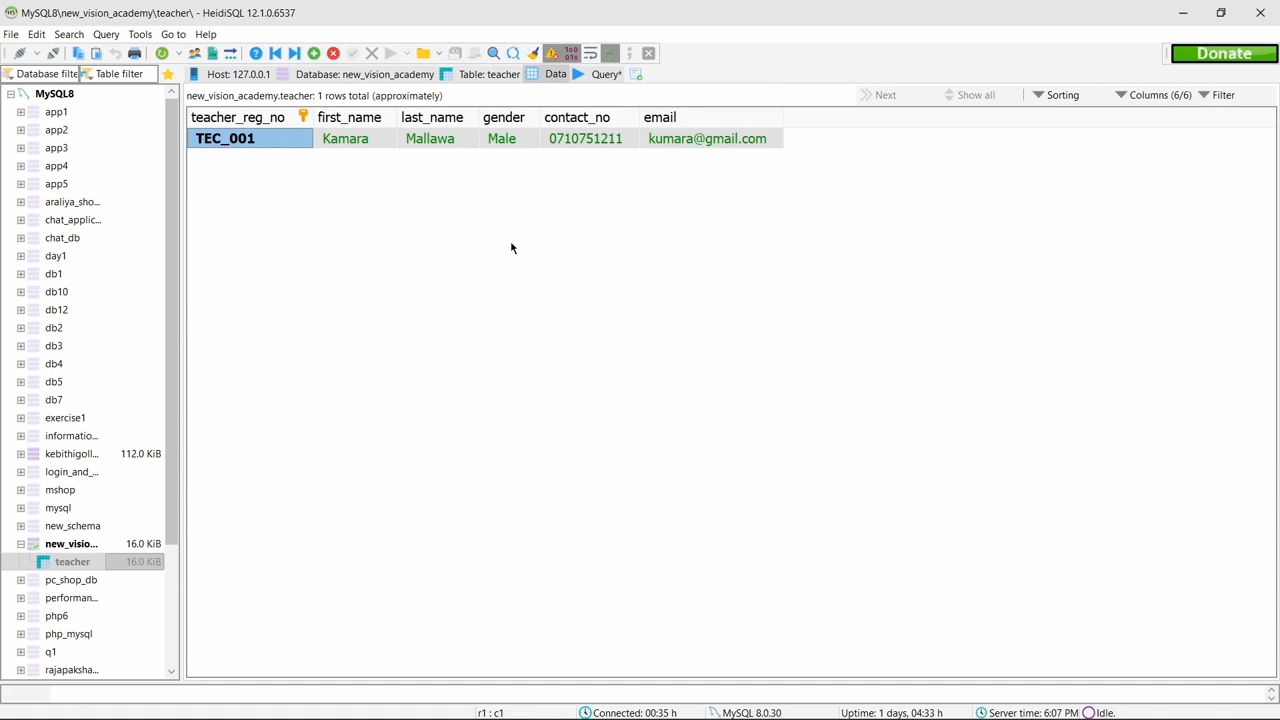 MySQL8\new_vision_academy\teacher\ - HeidiSQL 12.1.0.6537
File Edit Search Query Tools Go to Help
Donate
Database filte Table filter Host: 127.0.0.1 Database: new_vision_academy Table: teacher Data Query*
new_vision_academy.teacher: 1 rows total (approximately) Next Show all Sorting Columns (6/6) Filter
MySQL8
app1
app2
app3
app4
app5
araliya_sho...
chat_applic...
chat_db
day1
db1
db10
db12
db2
db3
db4
db5
db7
exercise1
informatio...
kebithigoll... 112.0 KiB
login_and_...
mshop
mysql
new_schema
new_visio... 16.0 KiB
teacher 16.0 KiB
pc_shop_db
performan...
php6
php_mysql
q1
rajapaksha...
teacher_reg_no first_name last_name gender contact_no email
TEC_001 Kamara Mallawa Male 0710751211 kumara@gmail.com
r1 : c1 Connected: 00:35 h MySQL 8.0.30 Uptime: 1 days, 04:33 h Server time: 6:07 PM Idle.